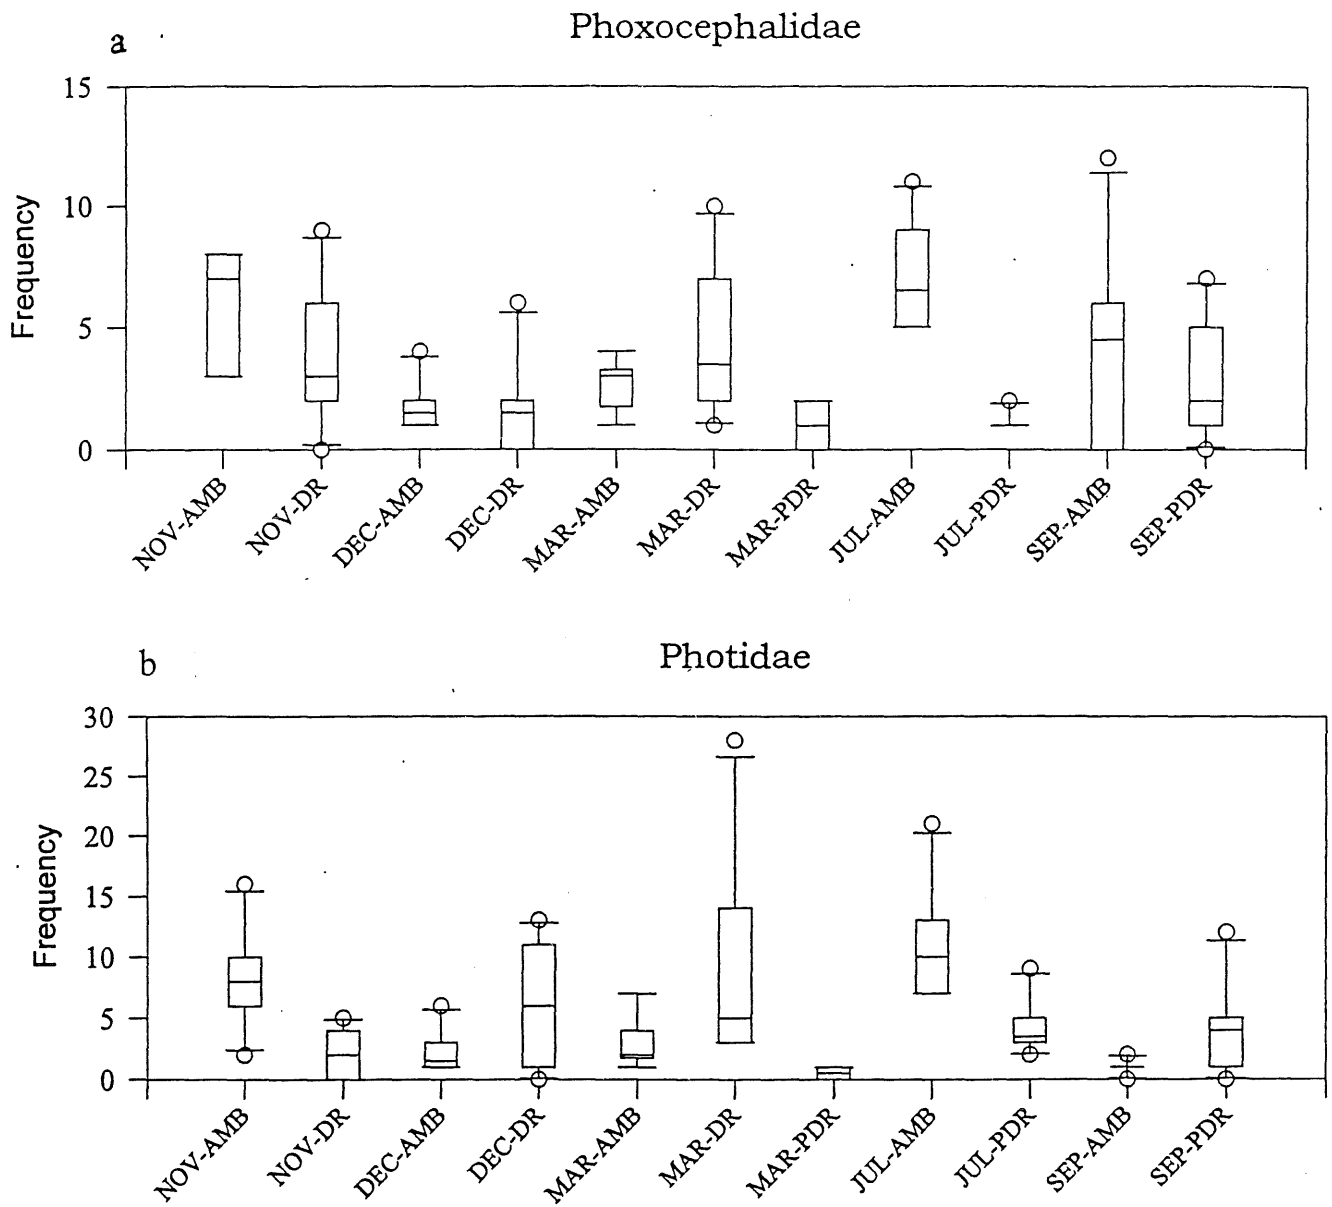 a
Phoxocephalidae
15
10
5
0
Frequency
NOV-AMB
NOV-DR
DEC-AMB
DEC-DR
MAR-AMB
MAR-DR
MAR-PDR
JUL-AMB
JUL-PDR
SEP-AMB
SEP-PDR
b
Photidae
30
25
20
15
10
5
0
Frequency
NOV-AMB
NOV-DR
DEC-AMB
DEC-DR
MAR-AMB
MAR-DR
MAR-PDR
JUL-AMB
JUL-PDR
SEP-AMB
SEP-PDR